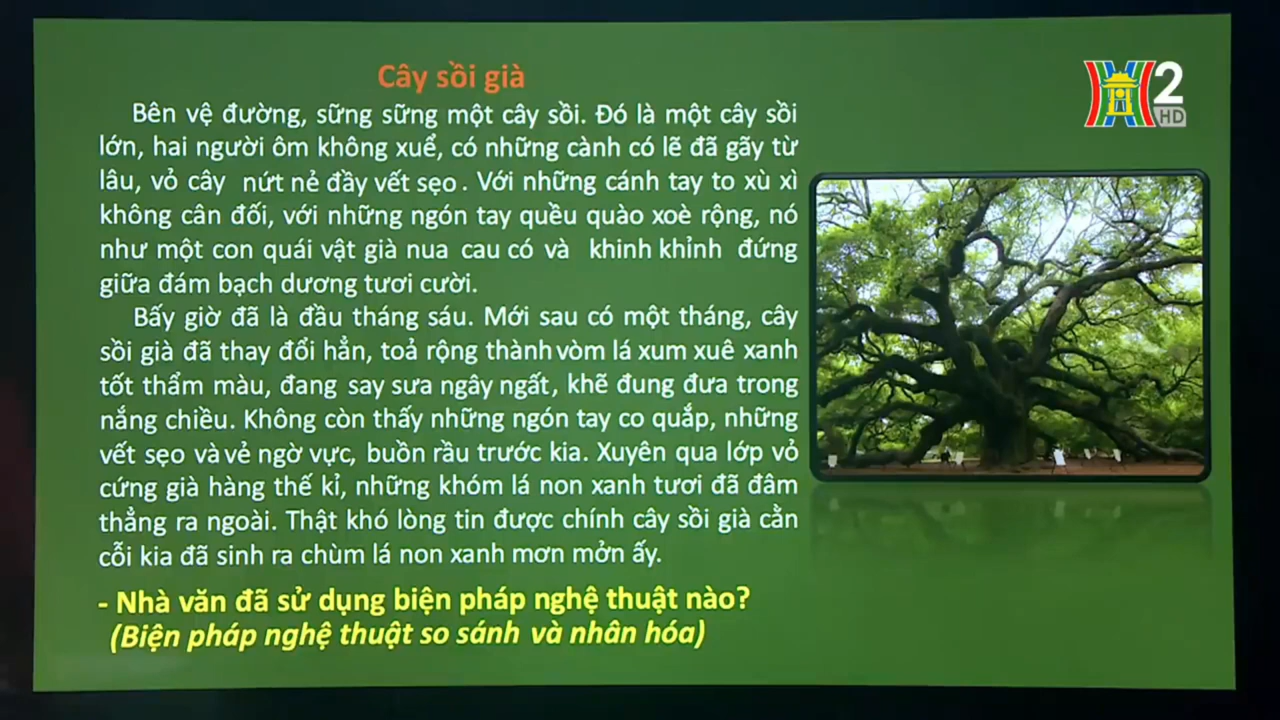 Cây sồi già
Bên vệ đường, sững sững một cây sồi. Đó là một cây sồi
lớn, hai người ôm không xuể, có những cành có lẽ đã gãy từ
lâu, vỏ cây nứt nẻ đầy vết sẹo. Với những cánh tay to xù xì
không cân đối, với những ngón tay quều quào xoè rộng, nó
như một con quái vật già nua cau có và khinh khỉnh đứng
giữa đám bạch dương tươi cười.
Bấy giờ đã là đầu tháng sáu. Mới sau có một tháng, cây
sồi già đã thay đổi hẳn, toả rộng thành vòm lá xum xuê xanh
tốt thẩm màu, đang say sưa ngây ngất, khẽ đung đưa trong
nắng chiều. Không còn thấy những ngón tay co quắp, những
vết sẹo và vẻ ngờ vực, buồn rầu trước kia. Xuyên qua lớp vỏ
cứng già hàng thế kỉ, những khóm lá non xanh tươi đã đâm
thẳng ra ngoài. Thật khó lòng tin được chính cây sồi già cằn
cỗi kia đã sinh ra chùm lá non xanh mơn mởn ấy.
- Nhà văn đã sử dụng biện pháp nghệ thuật nào?
(Biện pháp nghệ thuật so sánh và nhân hóa)
2
HD